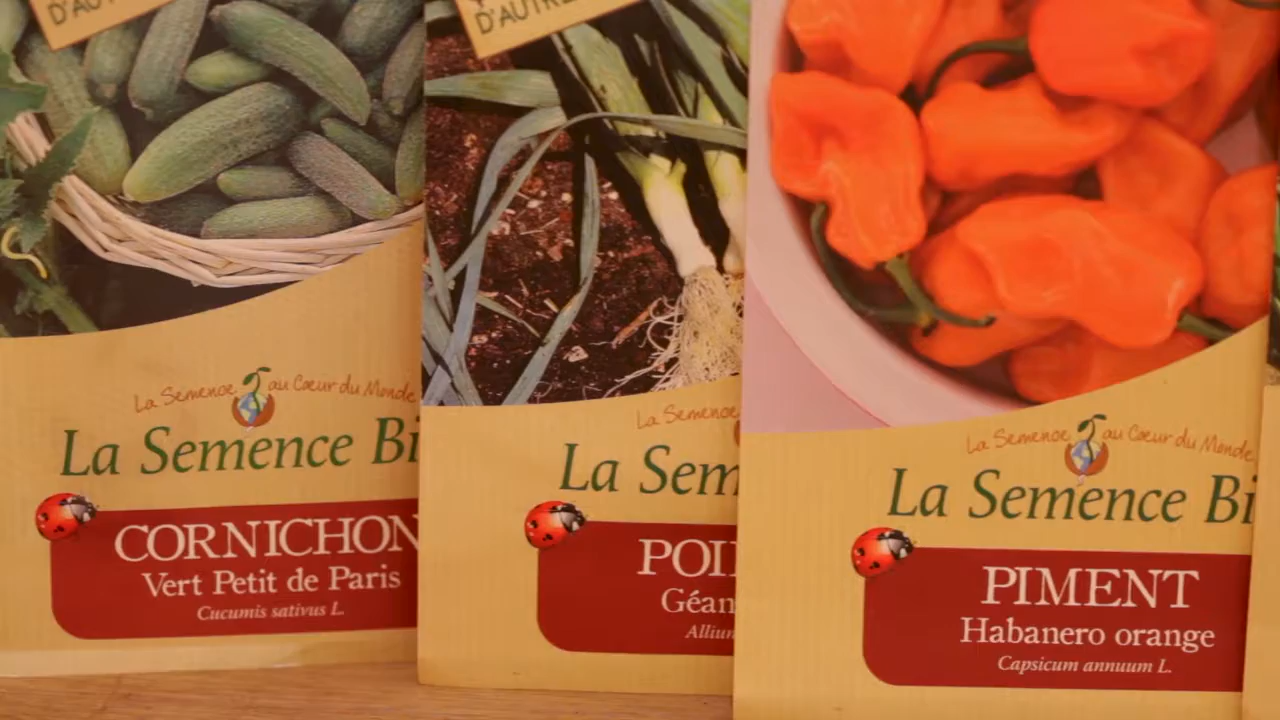 D'AUT
La Semence au Coeur du Monde
La Semence Bi
CORNICHON
Vert Petit de Paris
Cucumis sativus L.
D'AUTRE
La Semence
La Sem
POI
Géan
Allium
La Semence au Coeur du Monde
La Semence Bi
PIMENT
Habanero orange
Capsicum annuum L.